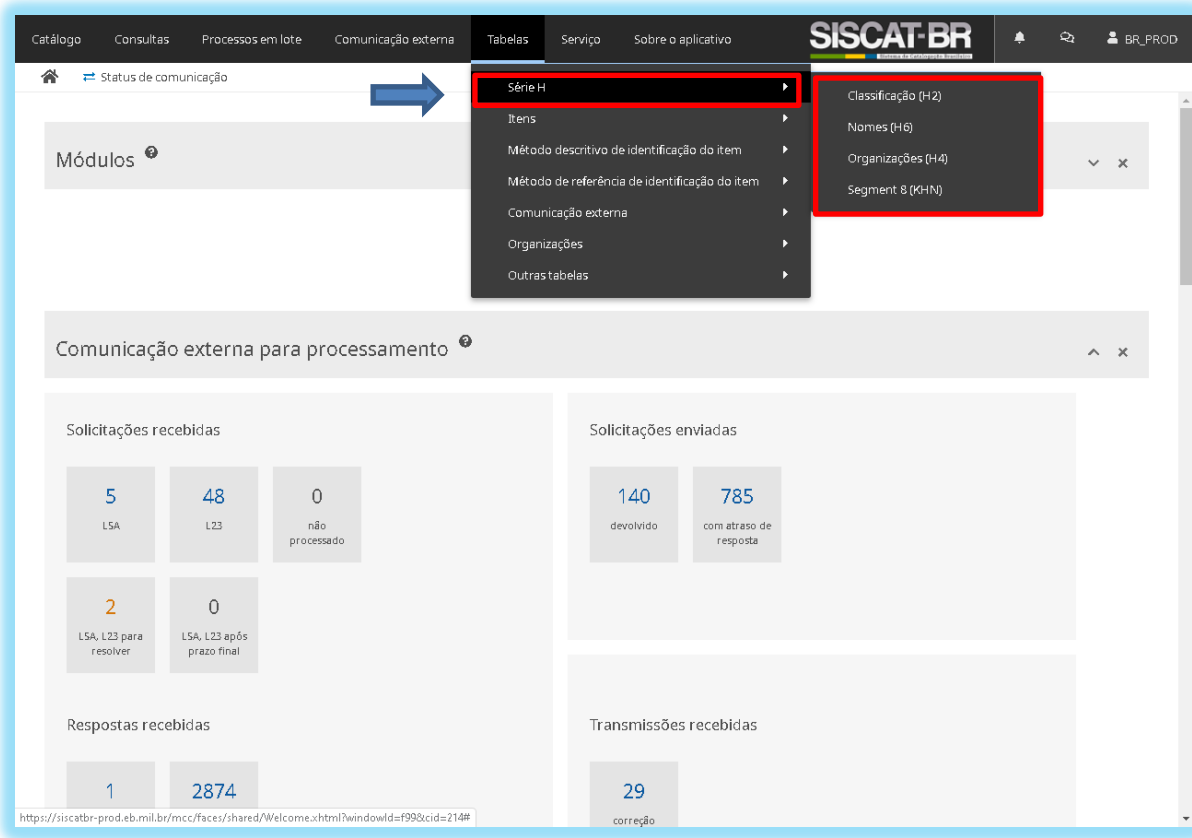 Catálogo Consultas Processos em lote Comunicação externa Tabelas Serviço Sobre o aplicativo SISCAT-BR BR_PROD
Sistema de Catalogação Brasileiro
Status de comunicação
Série H
Itens
Método descritivo de identificação do item
Método de referência de identificação do item
Comunicação externa
Organizações
Outras tabelas
Classificação (H2)
Nomes (H6)
Organizações (H4)
Segment 8 (KHN)
Módulos
Comunicação externa para processamento
Solicitações recebidas
5
LSA
48
L23
0
não
processado
2
LSA, L23 para
resolver
0
LSA, L23 após
prazo final
Solicitações enviadas
140
devolvido
785
com atraso de
resposta
Respostas recebidas
1
2874
Transmissões recebidas
29
correção
https://siscatbr-prod.eb.mil.br/mcc/faces/shared/Welcome.xhtml?windowId=f99&cid=214#